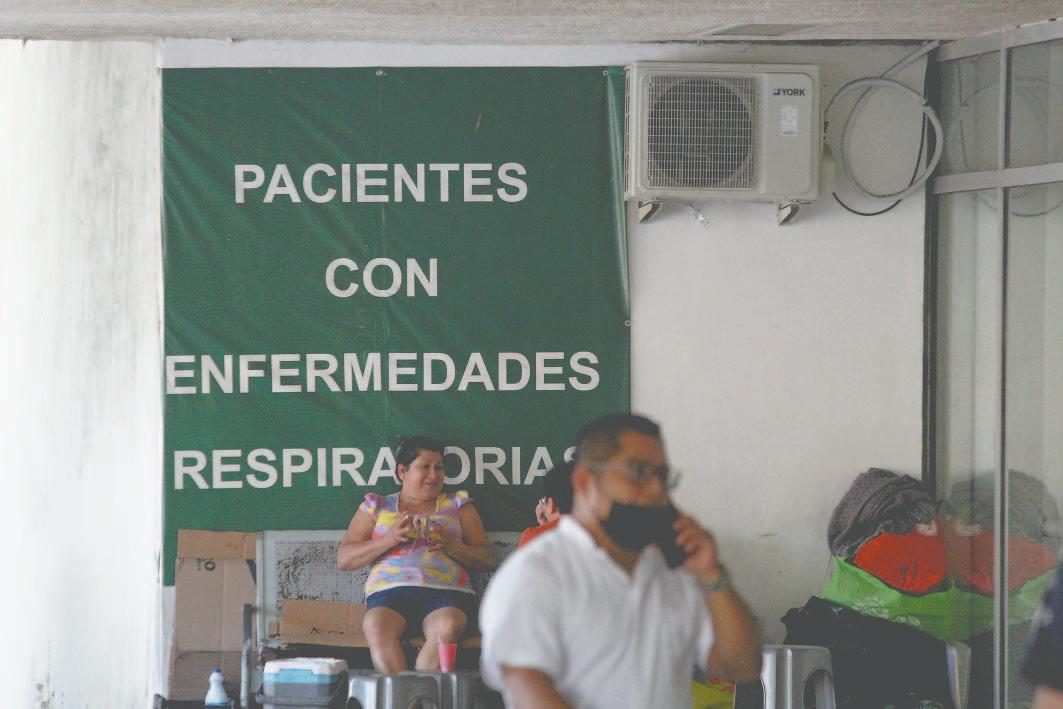 PACIENTES
CON
ENFERMEDADES
RESPIRATORIAS
YORK